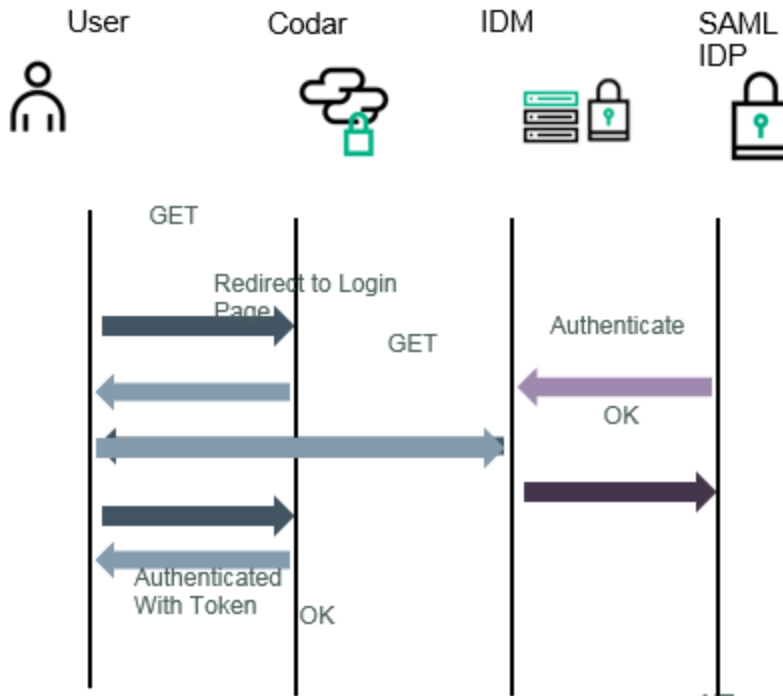 User
Codar
IDM
SAML
IDP
GET
Redirect to Login
Page
GET
Authenticate
OK
Authenticated
With Token
OK